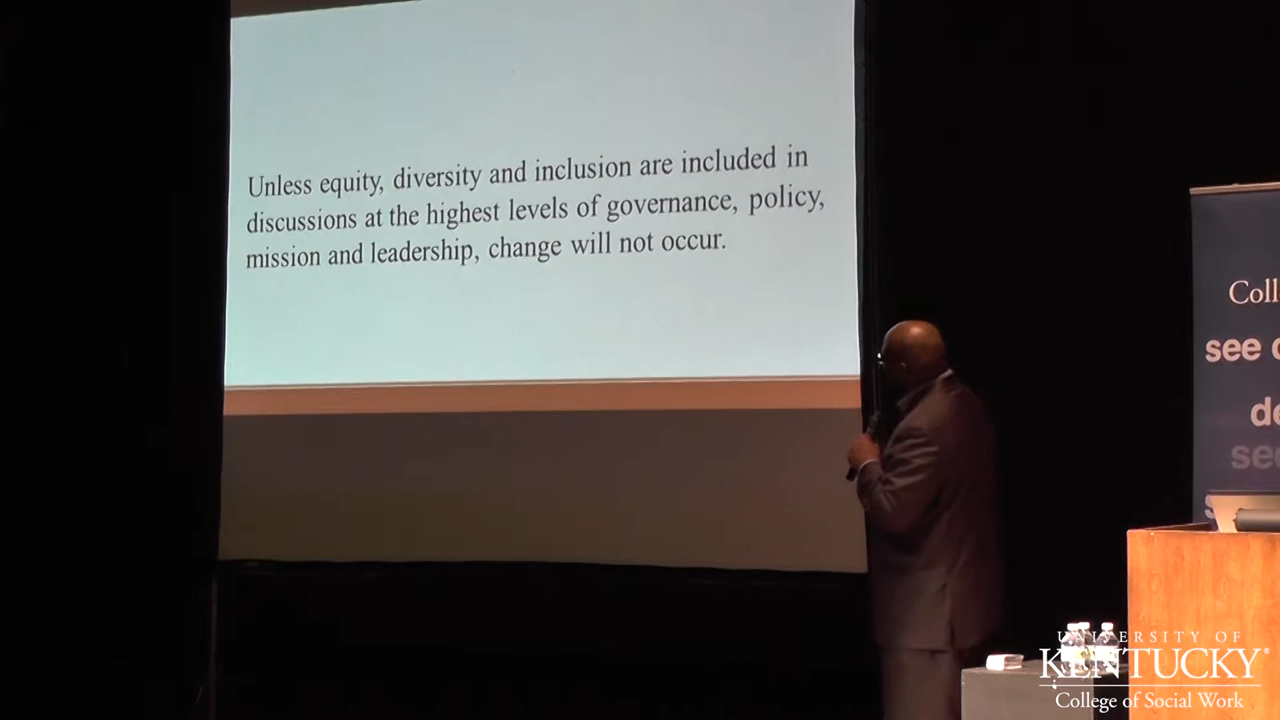 Unless equity, diversity and inclusion are included in
discussions at the highest levels of governance, policy,
mission and leadership, change will not occur.
Coll
see
de
see
UNIVERSITY OF
KENTUCKY®
College of Social Work